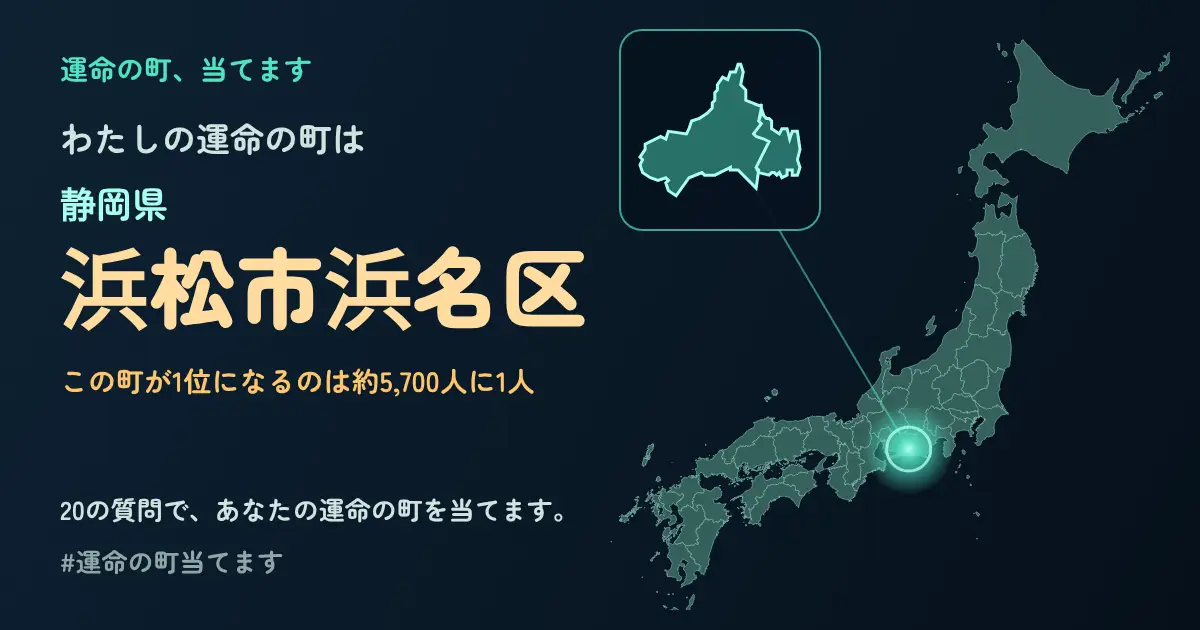 運命の町、当てます
わたしの運命の町は
静岡県
浜松市浜名区
この町が1位になるのは約5,700人に1人
20の質問で、あなたの運命の町を当てます。
#運命の町当てます